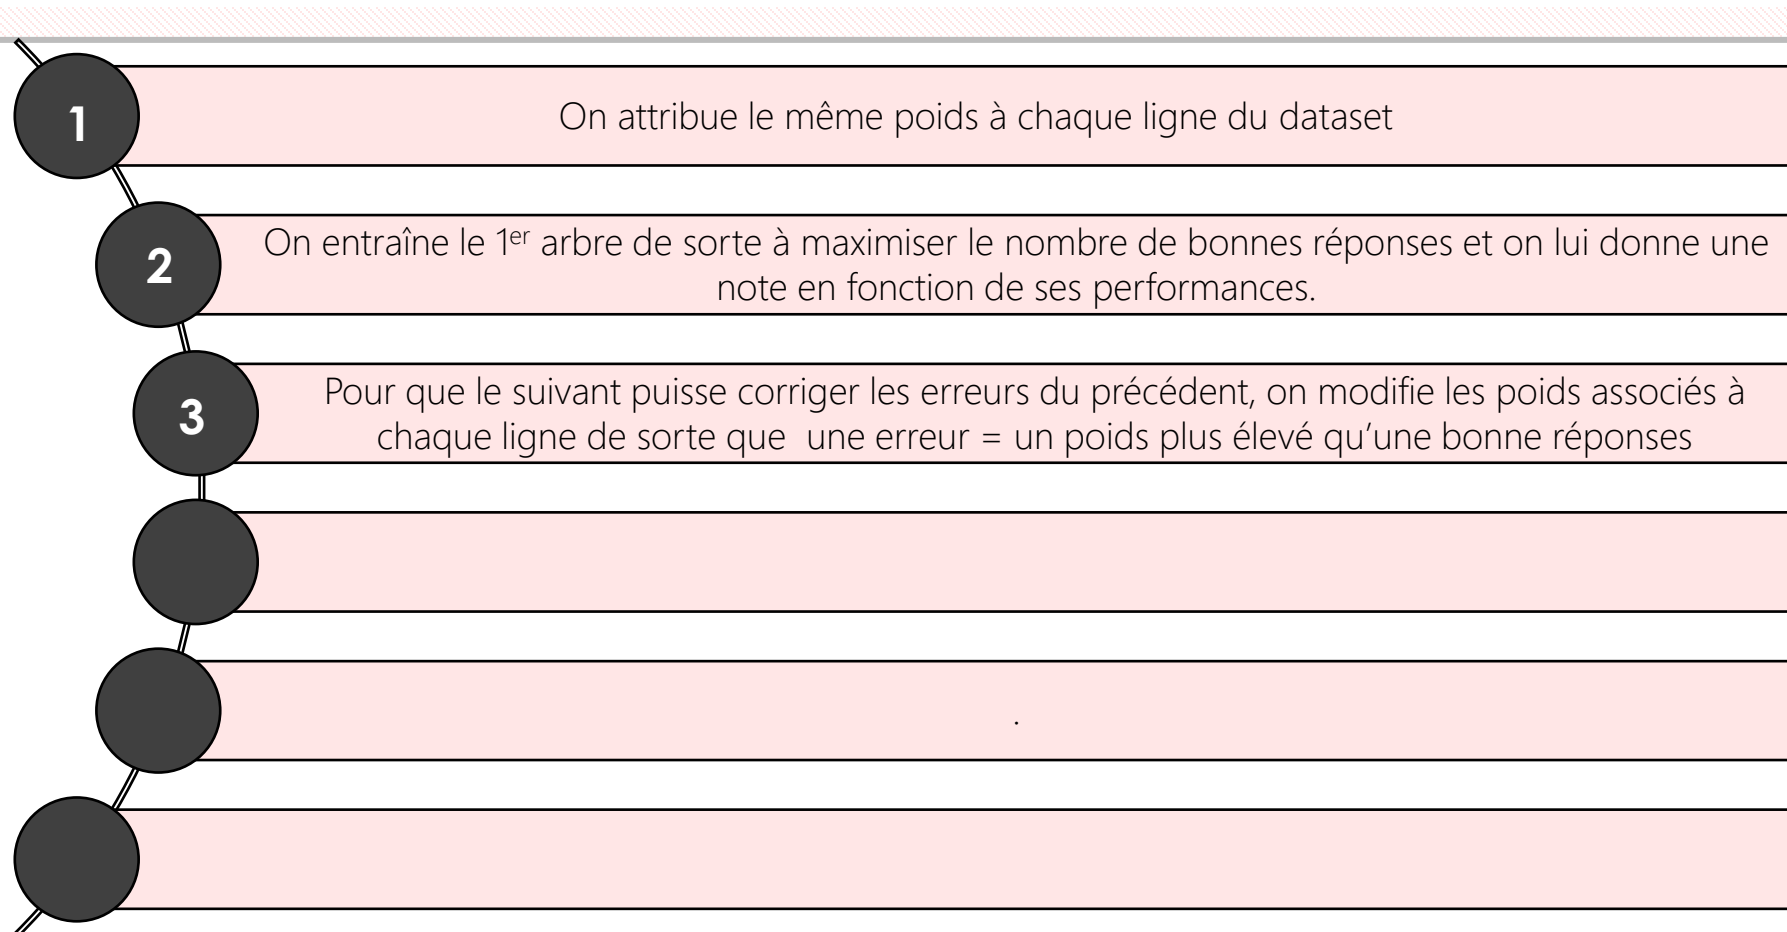 1
On attribue le même poids à chaque ligne du dataset
2
On entraîne le 1er arbre de sorte à maximiser le nombre de bonnes réponses et on lui donne une
note en fonction de ses performances.
3
Pour que le suivant puisse corriger les erreurs du précédent, on modifie les poids associés à
chaque ligne de sorte que  une erreur = un poids plus élevé qu’une bonne réponses
.